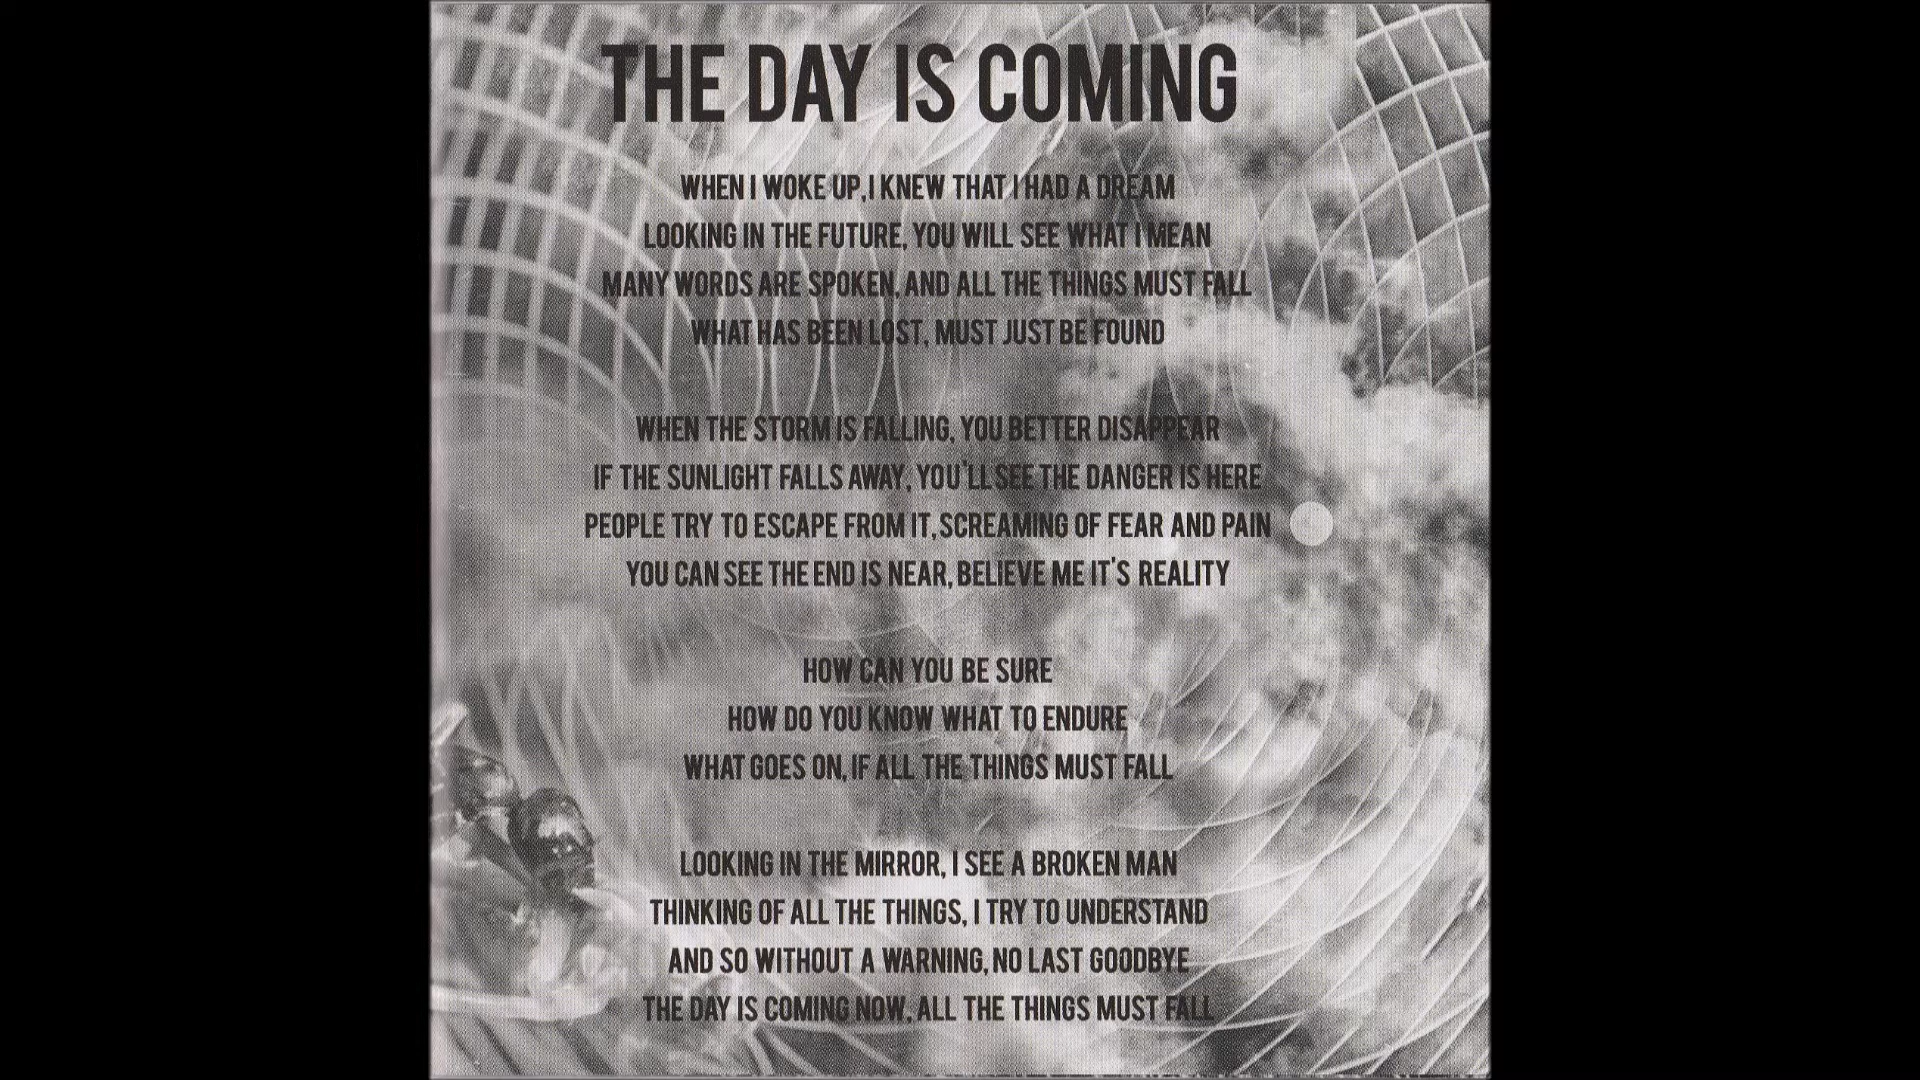 THE DAY IS COMING
WHEN I WOKE UP, I KNEW THAT I HAD A DREAM
LOOKING IN THE FUTURE, YOU WILL SEE WHAT I MEAN
MANY WORDS ARE SPOKEN, AND ALL THE THINGS MUST FALL
WHAT HAS BEEN LOST, MUST JUST BE FOUND
WHEN THE STORM IS FALLING, YOU BETTER DISAPPEAR
IF THE SUNLIGHT FALLS AWAY, YOU'LL SEE THE DANGER IS HERE
PEOPLE TRY TO ESCAPE FROM IT, SCREAMING OF FEAR AND PAIN
YOU CAN SEE THE END IS NEAR, BELIEVE ME IT'S REALITY
HOW CAN YOU BE SURE
HOW DO YOU KNOW WHAT TO ENDURE
WHAT GOES ON, IF ALL THE THINGS MUST FALL
LOOKING IN THE MIRROR, I SEE A BROKEN MAN
THINKING OF ALL THE THINGS, I TRY TO UNDERSTAND
AND SO WITHOUT A WARNING, NO LAST GOODBYE
THE DAY IS COMING NOW, ALL THE THINGS MUST FALL